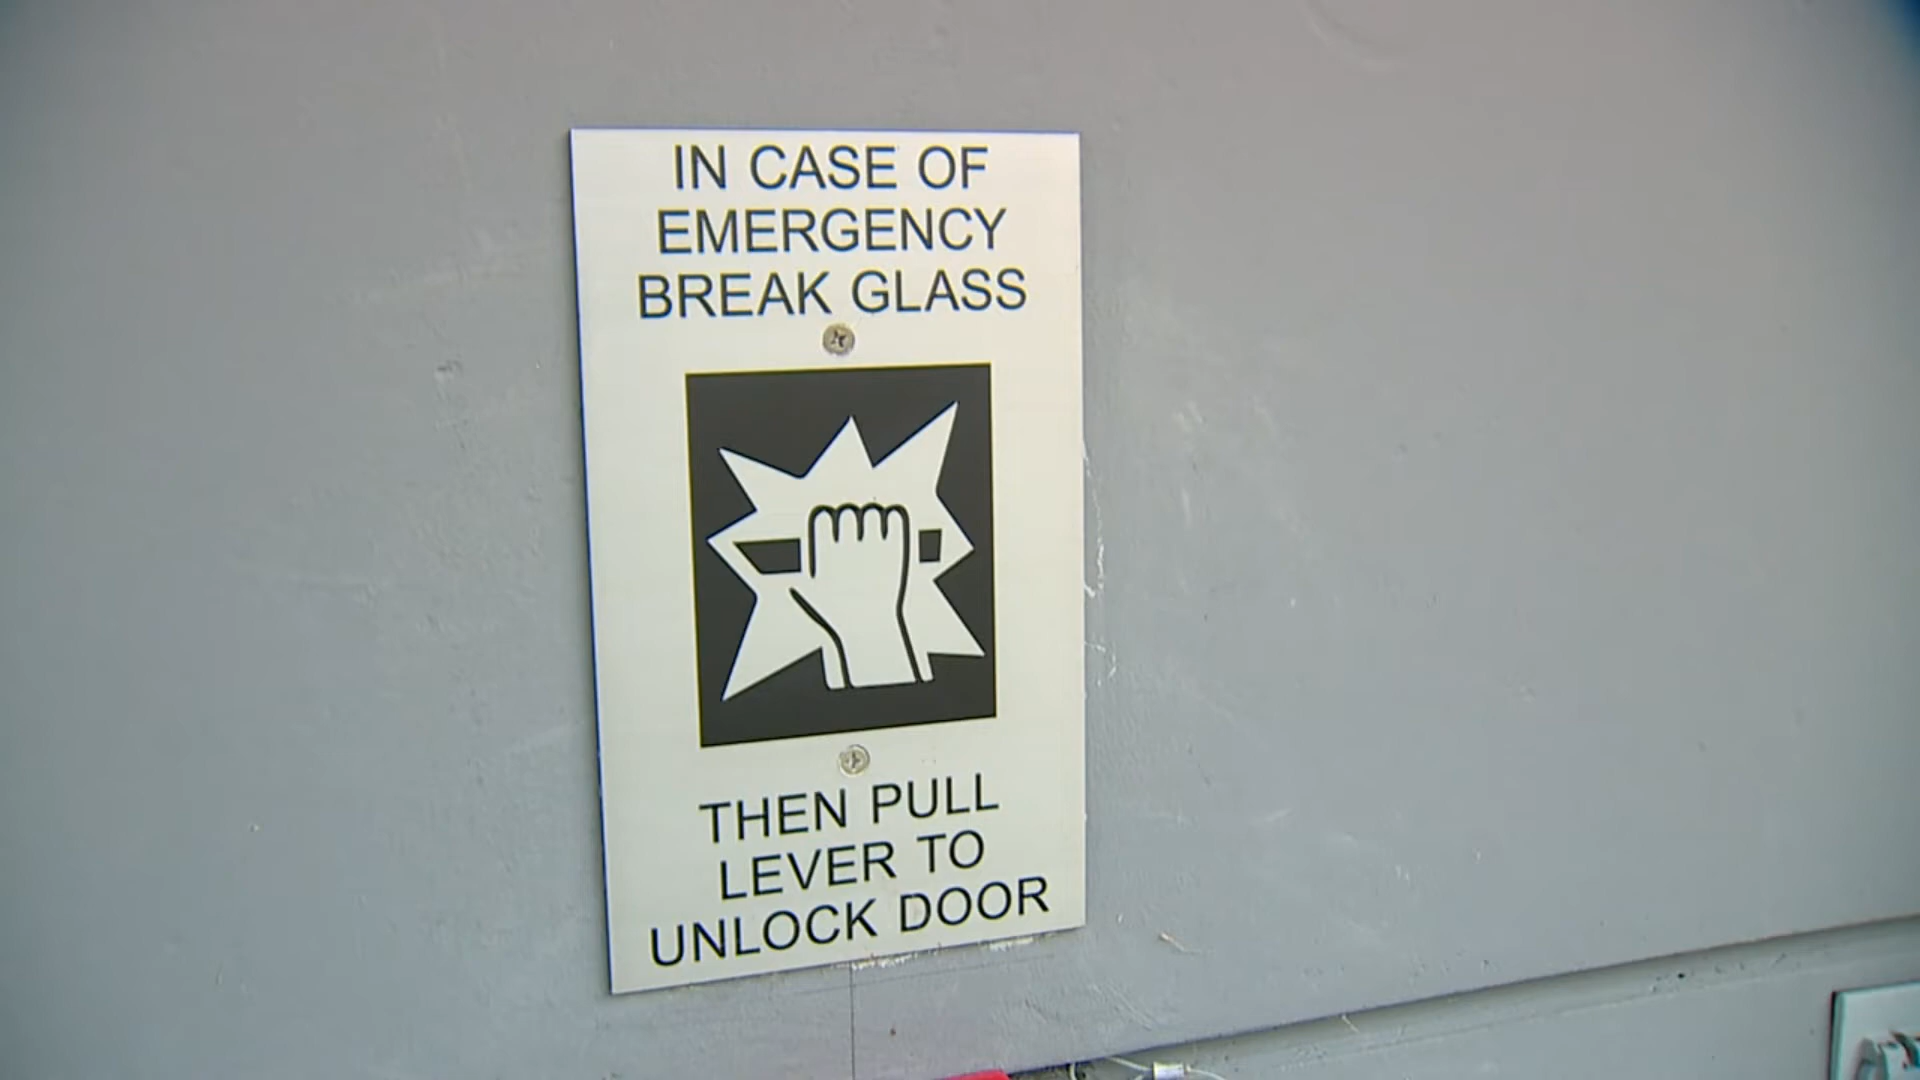 IN CASE OF
EMERGENCY
BREAK GLASS
THEN PULL
LEVER TO
UNLOCK DOOR